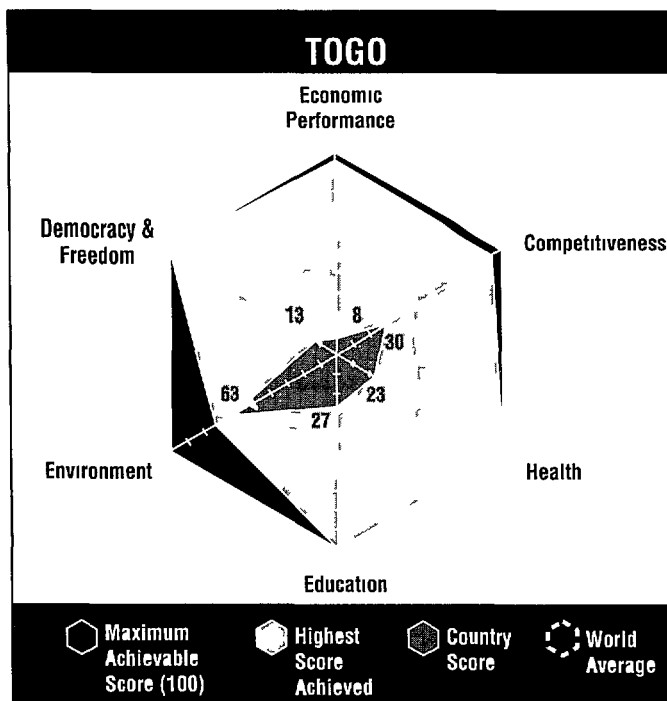 TOGO
Economic
Performance
Democracy &
Freedom
Competitiveness
13
8
30
63
23
27
Environment
Health
Education
Maximum
Achievable
Score (100)
Highest
Score
Achieved
Country
Score
World
Average